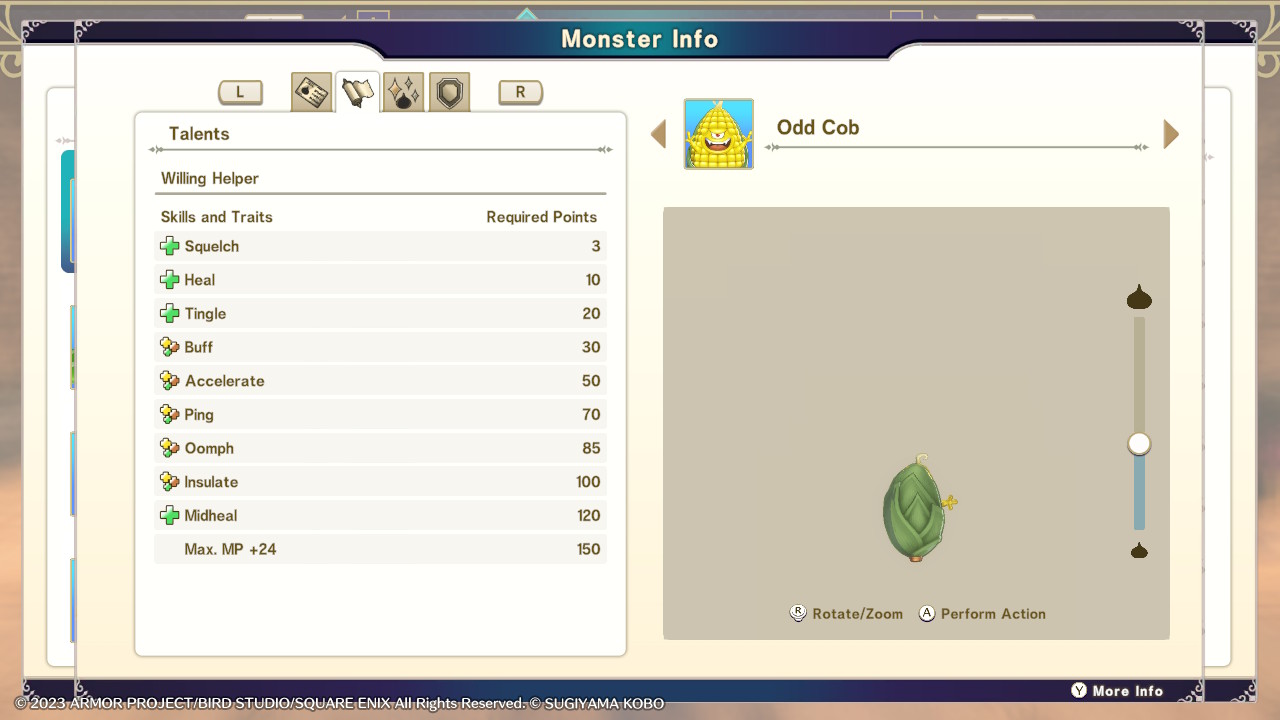 Monster Info
L
R
Talents
Willing Helper
Skills and Traits Required Points
Squelch 3
Heal 10
Tingle 20
Buff 30
Accelerate 50
Ping 70
Oomph 85
Insulate 100
Midheal 120
Max. MP +24 150
Odd Cob
R Rotate/Zoom A Perform Action
Y More Info
© 2023 ARMOR PROJECT/BIRD STUDIO/SQUARE ENIX All Rights Reserved. © SUGIYAMA KOBO